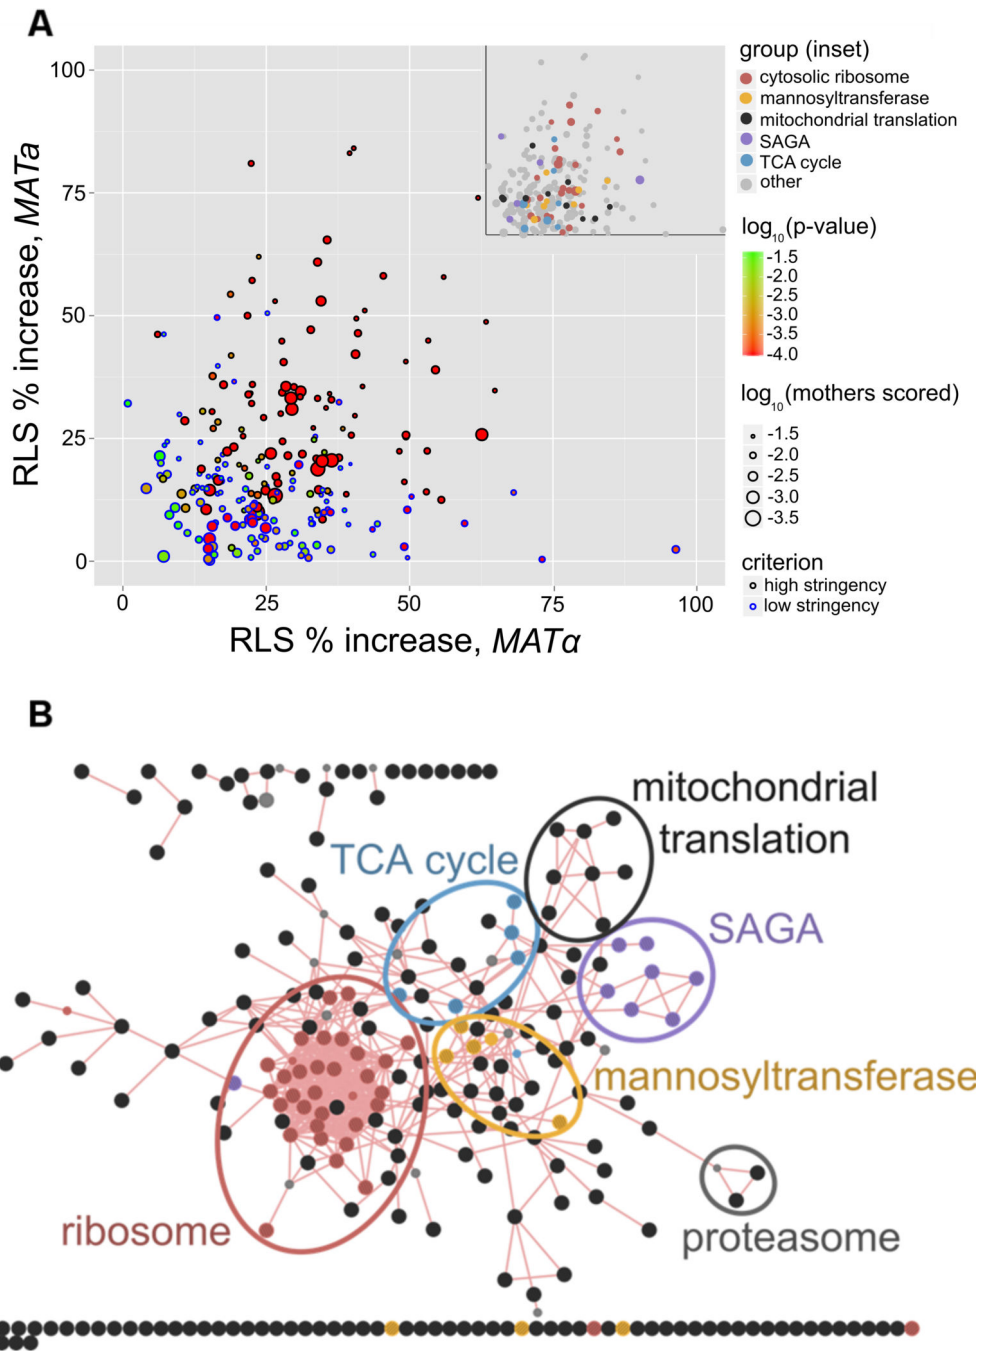 A
RLS % increase, MATa
100
75
50
25
0
0 25 50 75 100
RLS % increase, MATα
group (inset)
cytosolic ribosome
mannosyltransferase
mitochondrial translation
SAGA
TCA cycle
other
log10(p-value)
-1.5
-2.0
-2.5
-3.0
-3.5
-4.0
log10(mothers scored)
-1.5
-2.0
-2.5
-3.0
-3.5
criterion
high stringency
low stringency
B
mitochondrial
translation
TCA cycle
SAGA
mannosyltransferase
ribosome
proteasome